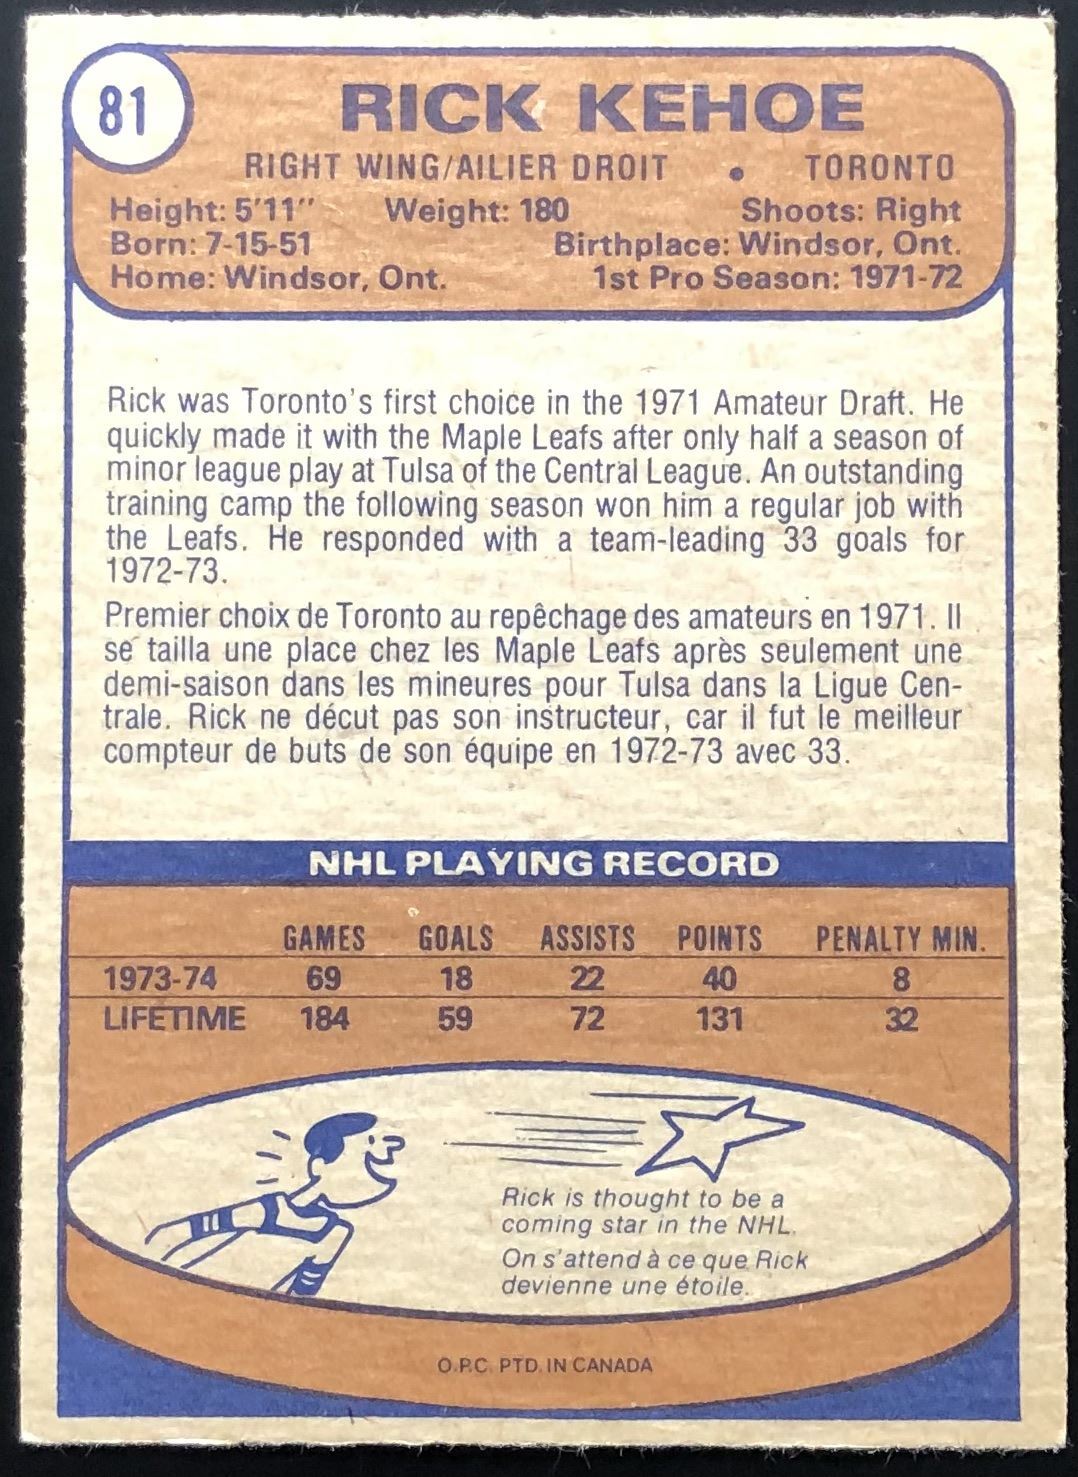 81
RICK KEHOE
RIGHT WING/AILIER DROIT • TORONTO
Height: 5'11" Weight: 180 Shoots: Right
Born: 7-15-51 Birthplace: Windsor, Ont.
Home: Windsor, Ont. 1st Pro Season: 1971-72
Rick was Toronto's first choice in the 1971 Amateur Draft. He
quickly made it with the Maple Leafs after only half a season of
minor league play at Tulsa of the Central League. An outstanding
training camp the following season won him a regular job with
the Leafs. He responded with a team-leading 33 goals for
1972-73.
Premier choix de Toronto au repêchage des amateurs en 1971. Il
se tailla une place chez les Maple Leafs après seulement une
demi-saison dans les mineures pour Tulsa dans la Ligue Cen-
trale. Rick ne décut pas son instructeur, car il fut le meilleur
compteur de buts de son équipe en 1972-73 avec 33.
NHL PLAYING RECORD
GAMES GOALS ASSISTS POINTS PENALTY MIN.
1973-74 69 18 22 40 8
LIFETIME 184 59 72 131 32
Rick is thought to be a
coming star in the NHL.
On s'attend à ce que Rick
devienne une étoile.
O.P.C. PTD. IN CANADA